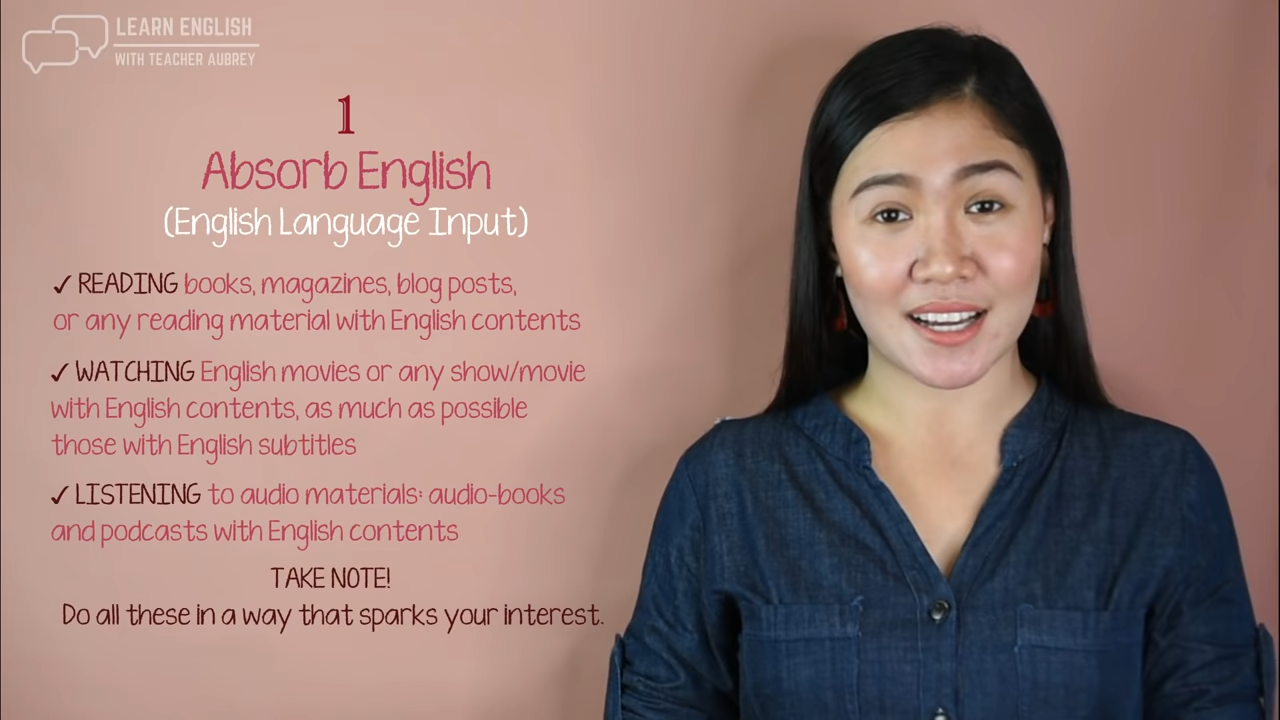 LEARN ENGLISH
WITH TEACHER AUBREY
1
Absorb English
(English Language Input)
✓ READING books, magazines, blog posts,
or any reading material with English contents
✓ WATCHING English movies or any show/movie
with English contents, as much as possible
those with English subtitles
✓ LISTENING to audio materials: audio-books
and podcasts with English contents
TAKE NOTE!
Do all these in a way that sparks your interest.